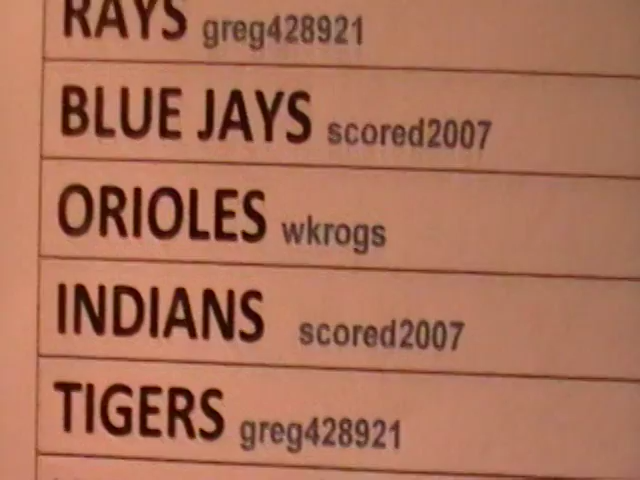 RAYS greg428921
BLUE JAYS scored2007
ORIOLES wkrogs
INDIANS scored2007
TIGERS greg428921